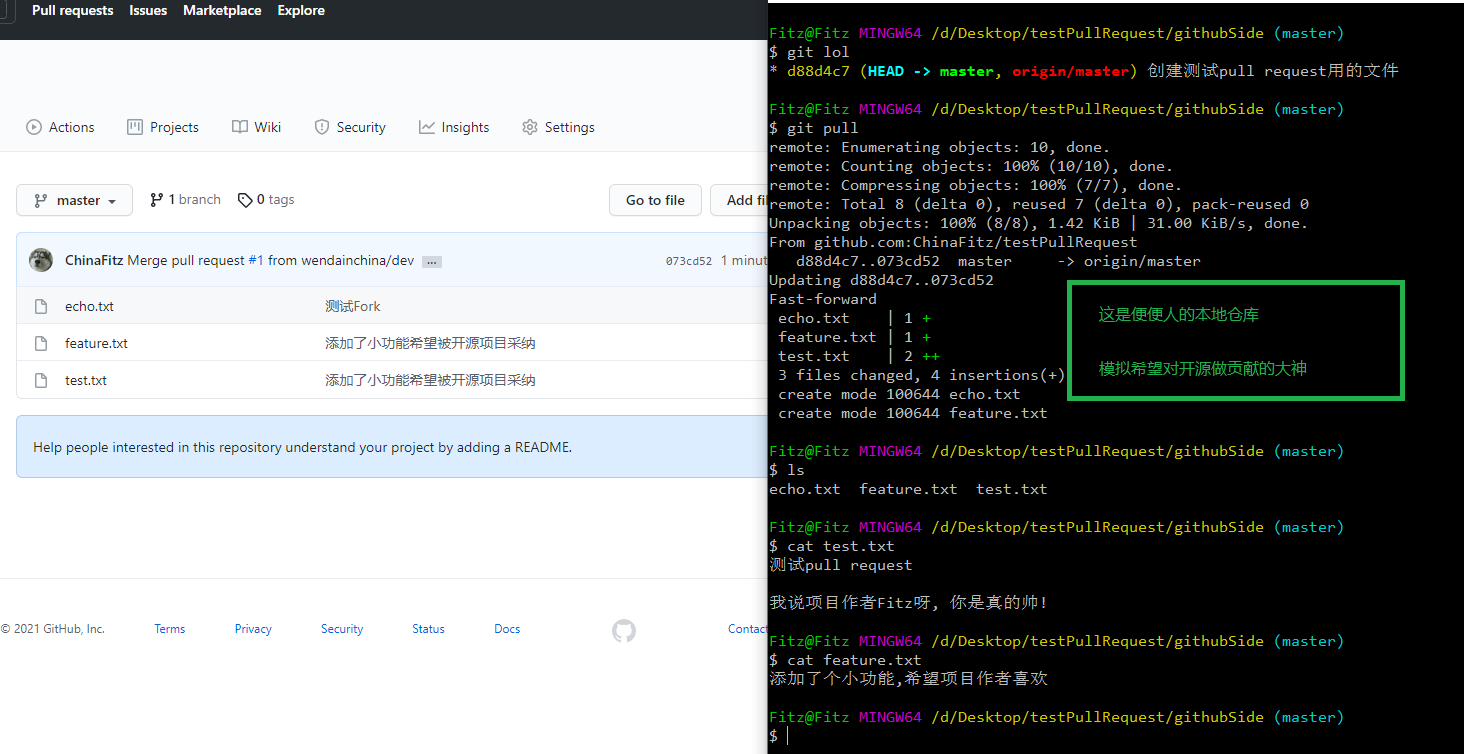 Pull requests Issues Marketplace Explore
Actions Projects Wiki Security Insights Settings
master 1 branch 0 tags Go to file Add fil
ChinaFitz Merge pull request #1 from wendainchina/dev ... 073cd52 1 minut
echo.txt 测试Fork
feature.txt 添加了小功能希望被开源项目采纳
test.txt 添加了小功能希望被开源项目采纳
Help people interested in this repository understand your project by adding a README.
© 2021 GitHub, Inc. Terms Privacy Security Status Docs Contact
Fitz@Fitz MINGW64 /d/Desktop/testPullRequest/githubSide (master)
$ git lol
* d88d4c7 (HEAD -> master, origin/master) 创建测试pull request用的文件
Fitz@Fitz MINGW64 /d/Desktop/testPullRequest/githubSide (master)
$ git pull
remote: Enumerating objects: 10, done.
remote: Counting objects: 100% (10/10), done.
remote: Compressing objects: 100% (7/7), done.
remote: Total 8 (delta 0), reused 7 (delta 0), pack-reused 0
Unpacking objects: 100% (8/8), 1.42 KiB | 31.00 KiB/s, done.
From github.com:ChinaFitz/testPullRequest
   d88d4c7..073cd52  master     -> origin/master
Updating d88d4c7..073cd52
Fast-forward
 echo.txt    | 1 +
 feature.txt | 1 +
 test.txt    | 2 ++
 3 files changed, 4 insertions(+)
 create mode 100644 echo.txt
 create mode 100644 feature.txt
这是便便人的本地仓库
模拟希望对开源做贡献的大神
Fitz@Fitz MINGW64 /d/Desktop/testPullRequest/githubSide (master)
$ ls
echo.txt  feature.txt  test.txt
Fitz@Fitz MINGW64 /d/Desktop/testPullRequest/githubSide (master)
$ cat test.txt
测试pull request
我说项目作者Fitz呀, 你是真的帅!
Fitz@Fitz MINGW64 /d/Desktop/testPullRequest/githubSide (master)
$ cat feature.txt
添加了个小功能,希望项目作者喜欢
Fitz@Fitz MINGW64 /d/Desktop/testPullRequest/githubSide (master)
$